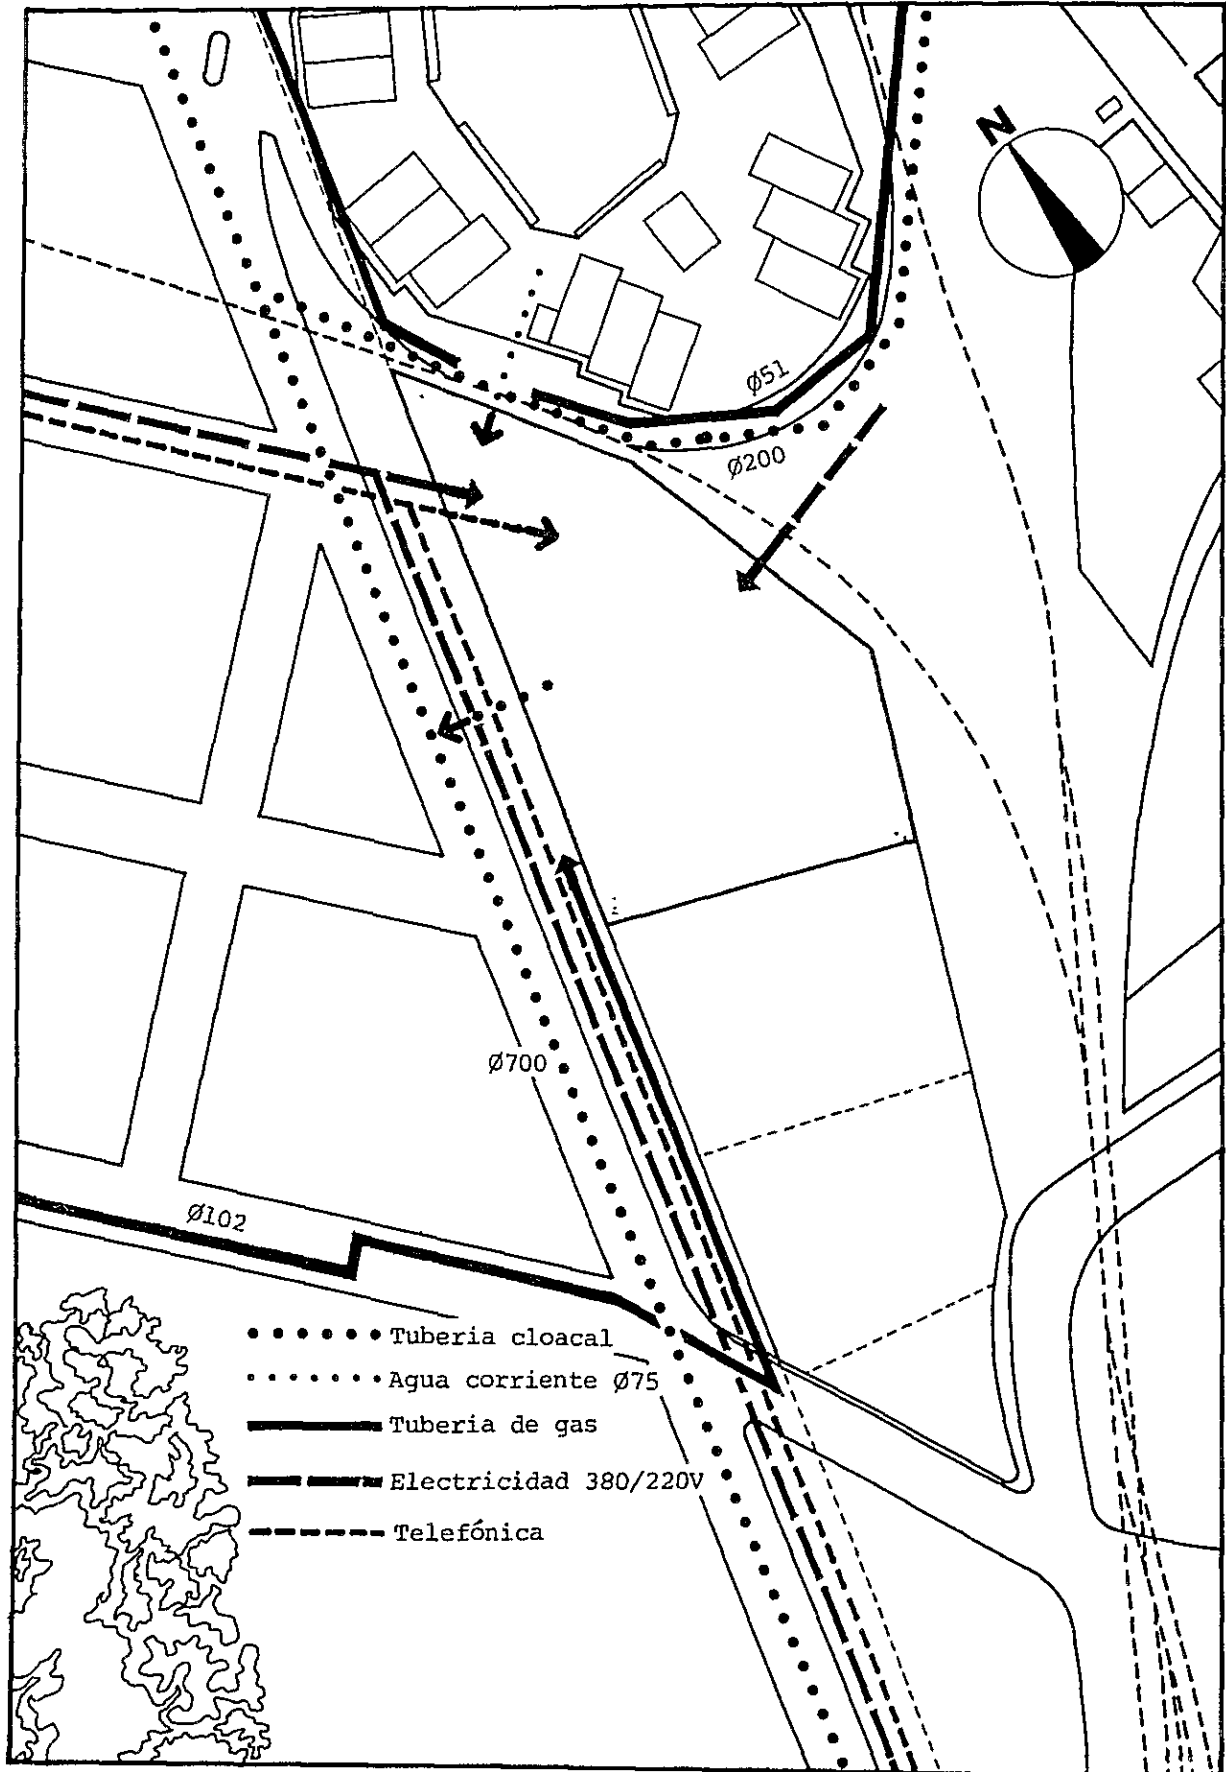 N
Ø51
Ø200
Ø700
Ø102
Tuberia cloacal
Agua corriente Ø75
Tuberia de gas
Electricidad 380/220V
Telefónica